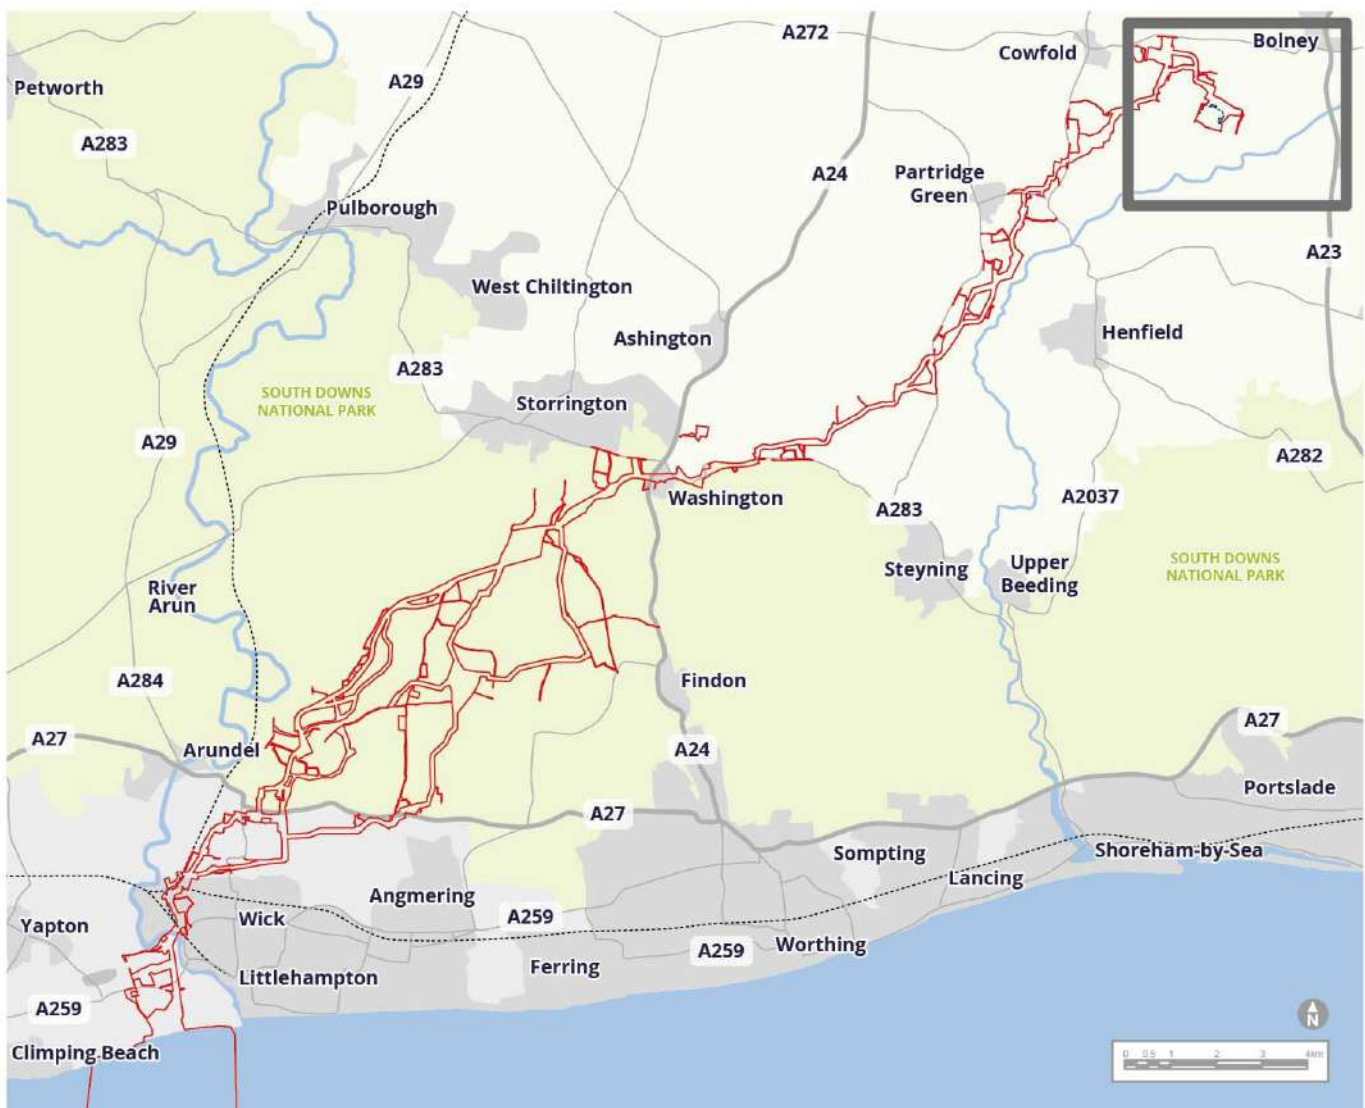 A272
Cowfold
Bolney
Petworth
A29
A283
A24
Partridge
Green
Pulborough
A23
West Chiltington
Ashington
Henfield
A283
SOUTH DOWNS
NATIONAL PARK
Storrington
A29
A282
Washington
A283
A2037
Steyning
Upper
Beeding
SOUTH DOWNS
NATIONAL PARK
River
Arun
A284
Findon
A27
Arundel
A24
A27
Portslade
A27
Sompting
Shoreham-by-Sea
Lancing
Angmering
Yapton
Wick
A259
A259
Worthing
Ferring
Littlehampton
A259
N
Climping Beach
0 0.5 1 2 3 4km